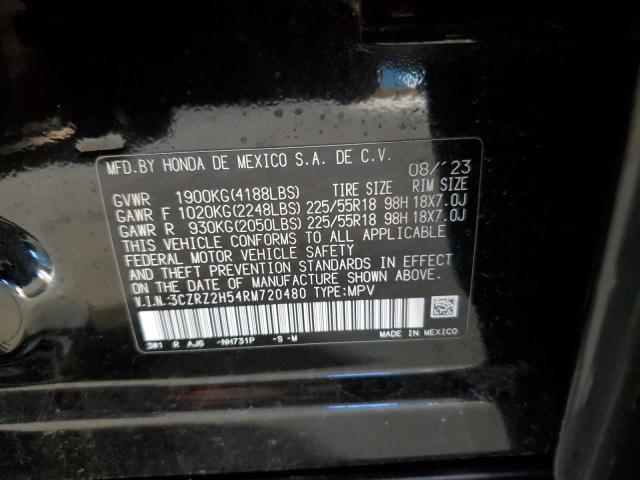 MFD.BY HONDA DE MEXICO S.A. DE C.V. 08/'23
GVWR 1900KG(4188LBS) TIRE SIZE RIM SIZE
GAWR F 1020KG(2248LBS) 225/55R18 98H 18X7.0J
GAWR R 930KG(2050LBS) 225/55R18 98H 18X7.0J
THIS VEHICLE CONFORMS TO ALL APPLICABLE
FEDERAL MOTOR VEHICLE SAFETY
AND THEFT PREVENTION STANDARDS IN EFFECT
ON THE DATE OF MANUFACTURE SHOWN ABOVE.
V.I.N.:3CZRZ2H54RM720480 TYPE:MPV
3W1 R AJ6 -NH731P -S -M MADE IN MEXICO